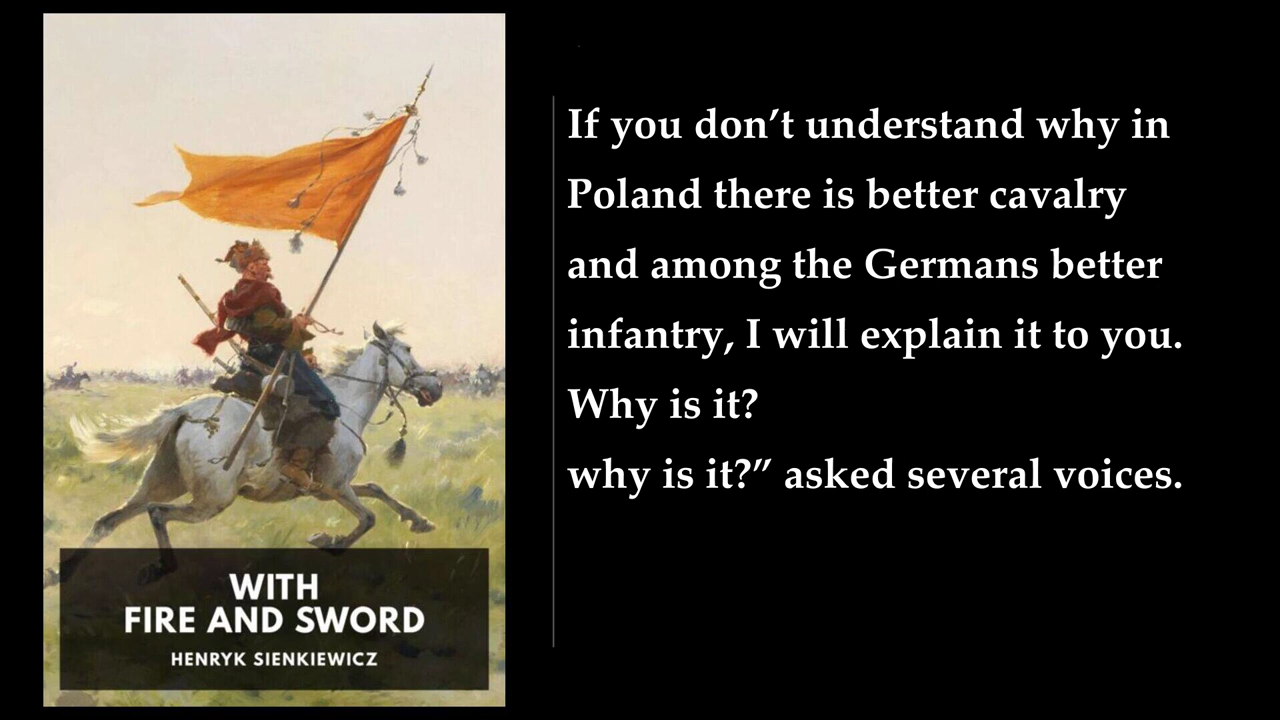 If you don’t understand why in
Poland there is better cavalry
and among the Germans better
infantry, I will explain it to you.
Why is it?
why is it?” asked several voices.
WITH
FIRE AND SWORD
HENRYK SIENKIEWICZ